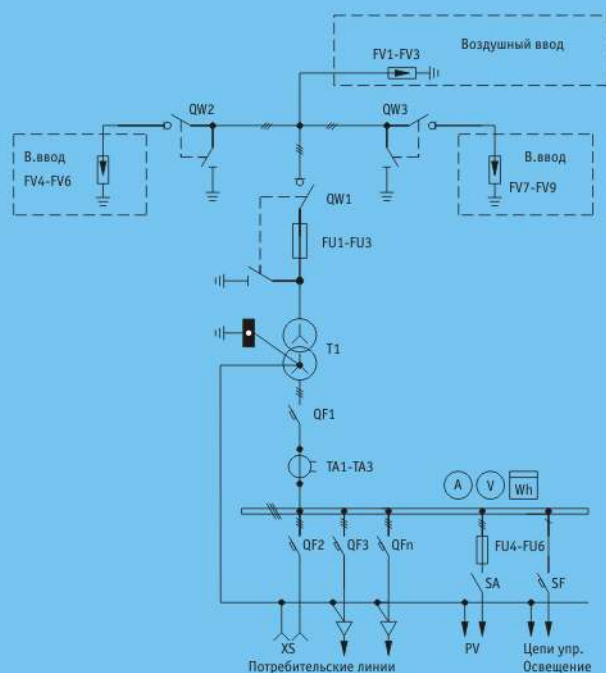 Воздушный ввод
FV1-FV3
QW2
QW3
В.ввод
FV4-FV6
В.ввод
FV7-FV9
QW1
FU1-FU3
T1
QF1
TA1-TA3
A
V
Wh
QF2
QF3
QFn
FU4-FU6
SA
SF
XS
PV
Цепи упр.
Потребительские линии
Освещение